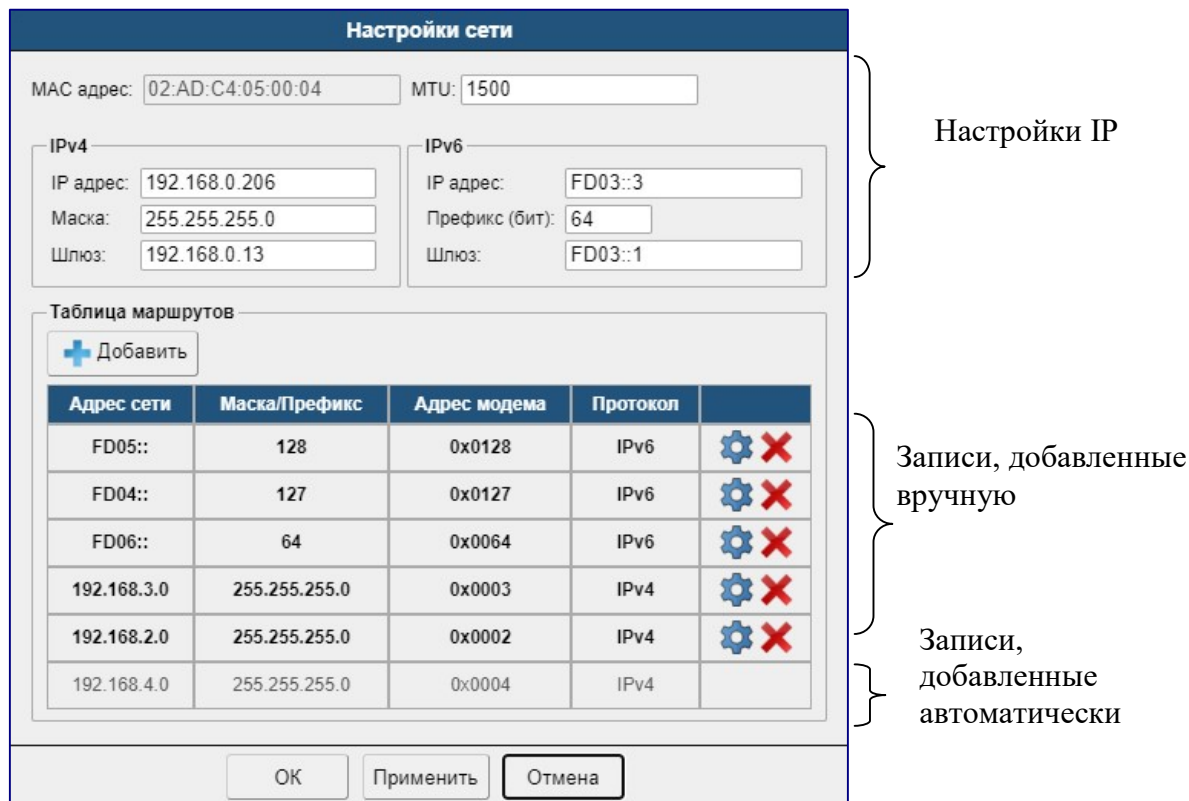 Настройки сети
MAC адрес: 02:AD:C4:05:00:04 MTU: 1500
Настройки IP
IPv4 IPv6
IP адрес: 192.168.0.206 IP адрес: FD03::3
Маска: 255.255.255.0 Префикс (бит): 64
Шлюз: 192.168.0.13 Шлюз: FD03::1
Таблица маршрутов
Добавить
Адрес сети Маска/Префикс Адрес модема Протокол
FD05:: 128 0x0128 IPv6
FD04:: 127 0x0127 IPv6
FD06:: 64 0x0064 IPv6
192.168.3.0 255.255.255.0 0x0003 IPv4
192.168.2.0 255.255.255.0 0x0002 IPv4
192.168.4.0 255.255.255.0 0x0004 IPv4
Записи, добавленные
вручную
Записи,
добавленные
автоматически
ОК Применить Отмена